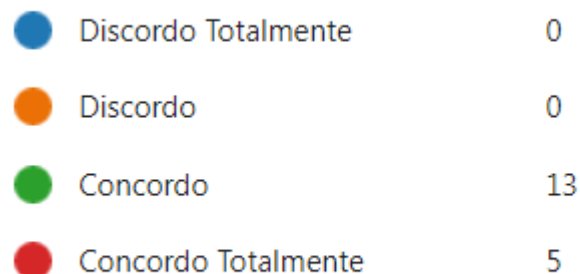 Discordo Totalmente 0
Discordo 0
Concordo 13
Concordo Totalmente 5